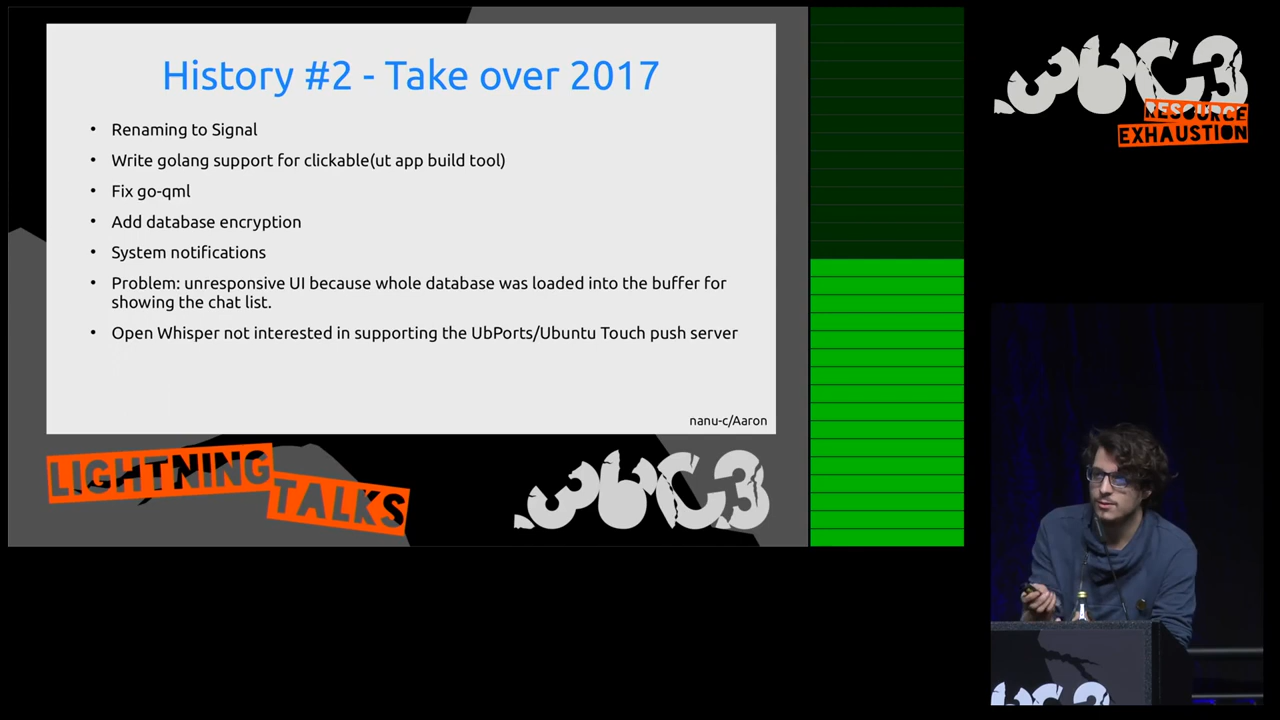 History #2 - Take over 2017
• Renaming to Signal
• Write golang support for clickable(ut app build tool)
• Fix go-qml
• Add database encryption
• System notifications
• Problem: unresponsive UI because whole database was loaded into the buffer for
showing the chat list.
• Open Whisper not interested in supporting the UbPorts/Ubuntu Touch push server
nanu-c/Aaron
LIGHTNING
TALKS
.36C3
.36C3
RESOURCE
EXHAUSTION
36C3